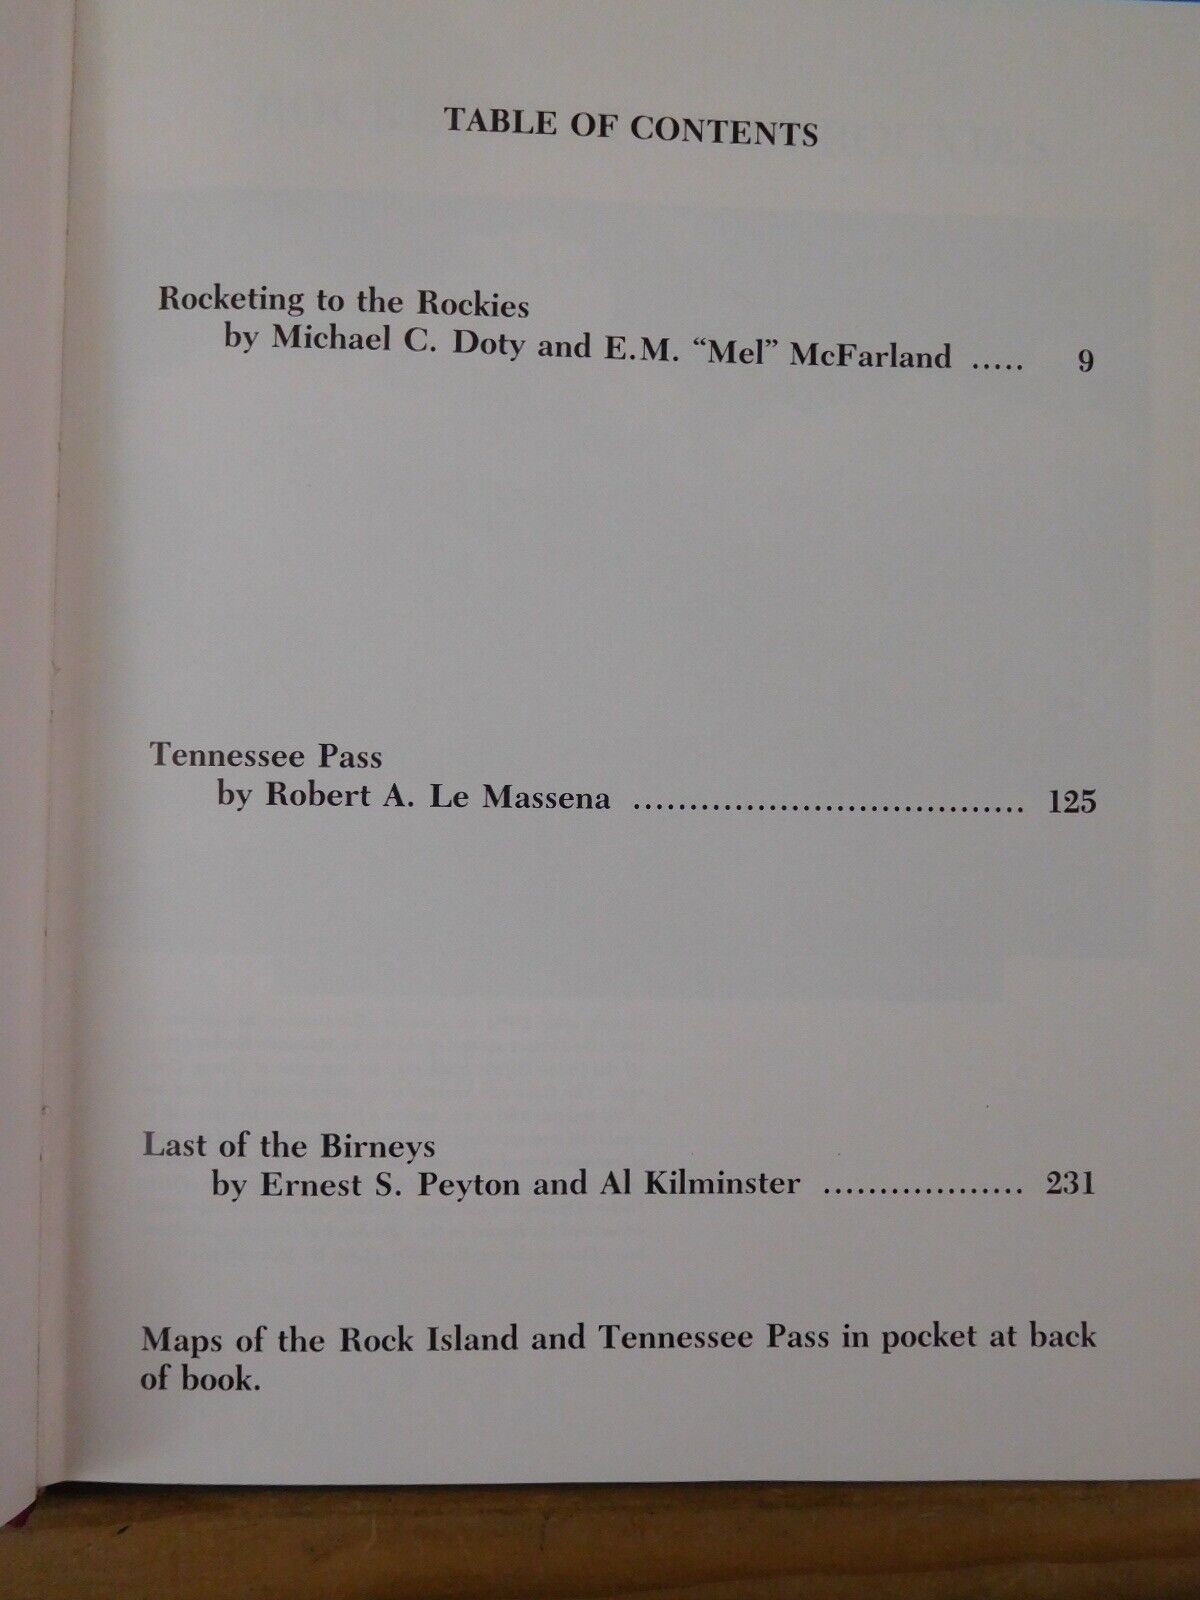 TABLE OF CONTENTS
Rocketing to the Rockies
by Michael C. Doty and E.M. “Mel” McFarland ..... 9
Tennessee Pass
by Robert A. Le Massena .................................. 125
Last of the Birneys
by Ernest S. Peyton and Al Kilminster .................. 231
Maps of the Rock Island and Tennessee Pass in pocket at back
of book.